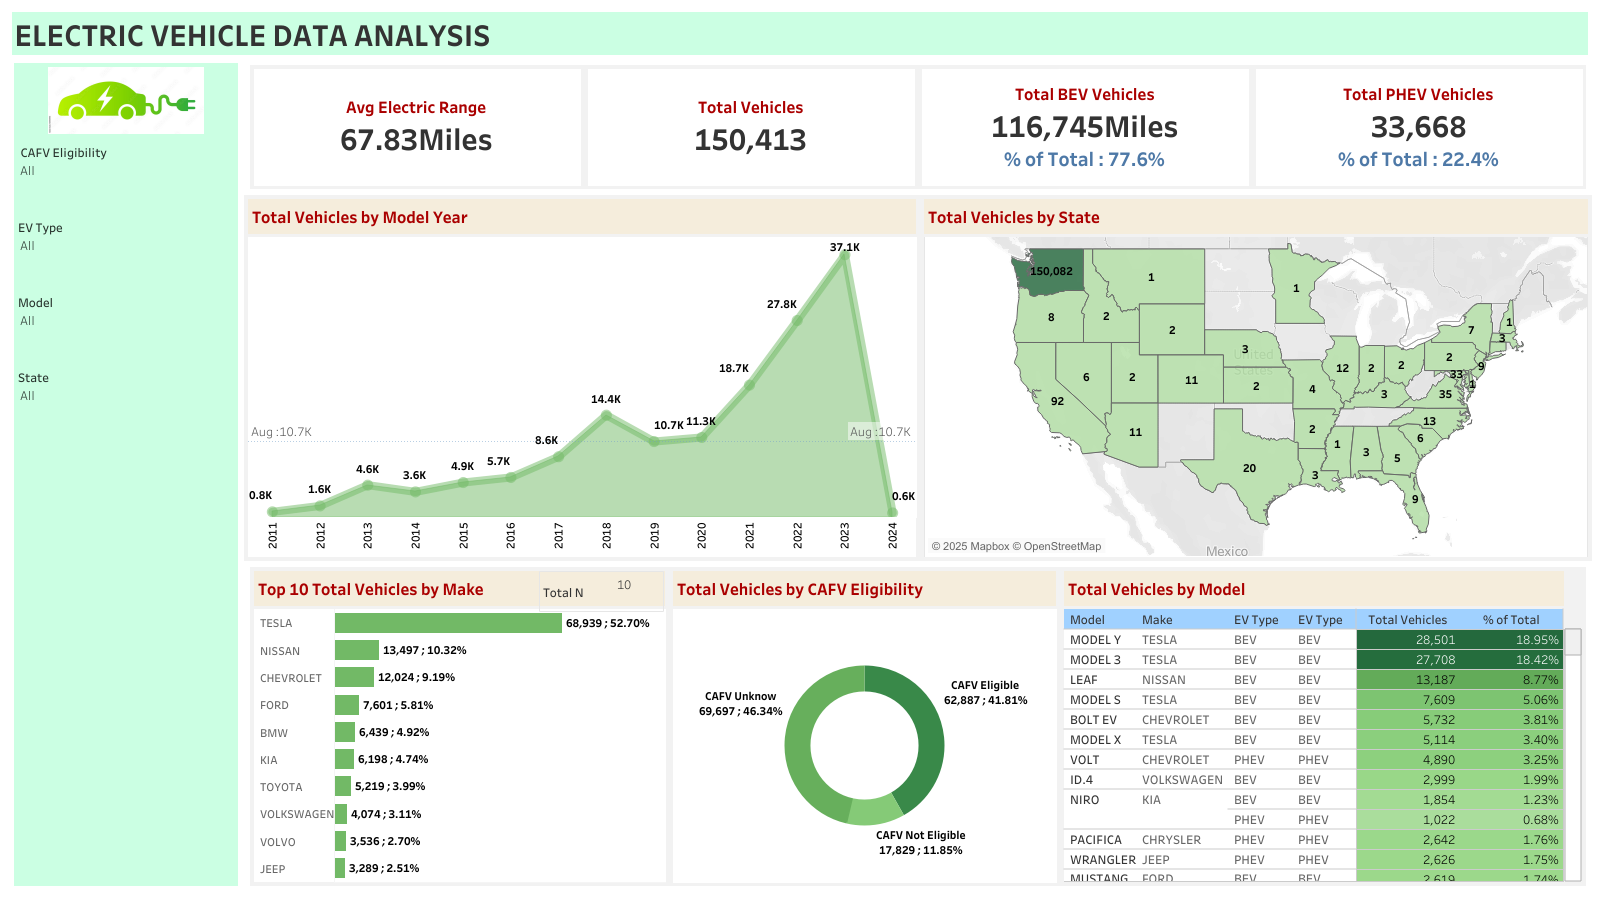 ELECTRIC VEHICLE DATA ANALYSIS
CAFV Eligibility
All
EV Type
All
Model
All
State
All
Avg Electric Range
67.83Miles
Total Vehicles
150,413
Total BEV Vehicles
116,745Miles
% of Total : 77.6%
Total PHEV Vehicles
33,668
% of Total : 22.4%
Total Vehicles by Model Year
37.1K
27.8K
18.7K
14.4K
10.7K 11.3K
8.6K
Aug :10.7K
Aug :10.7K
4.6K
3.6K
4.9K
5.7K
0.8K
1.6K
0.6K
2011 2012 2013 2014 2015 2016 2017 2018 2019 2020 2021 2022 2023 2024
Total Vehicles by State
150,082
1
1
8
2
2
7
1
3
3
United
States
2
9
6
2
11
2
12
2
2
33
1
92
4
3
35
11
2
13
6
1
3
5
20
3
9
Mexico
© 2025 Mapbox © OpenStreetMap
Top 10 Total Vehicles by Make
Total N
10
TESLA 68,939 ; 52.70%
NISSAN 13,497 ; 10.32%
CHEVROLET 12,024 ; 9.19%
FORD 7,601 ; 5.81%
BMW 6,439 ; 4.92%
KIA 6,198 ; 4.74%
TOYOTA 5,219 ; 3.99%
VOLKSWAGEN 4,074 ; 3.11%
VOLVO 3,536 ; 2.70%
JEEP 3,289 ; 2.51%
Total Vehicles by CAFV Eligibility
CAFV Unknow
69,697 ; 46.34%
CAFV Eligible
62,887 ; 41.81%
CAFV Not Eligible
17,829 ; 11.85%
Total Vehicles by Model
Model Make EV Type EV Type Total Vehicles % of Total
MODEL Y TESLA BEV BEV 28,501 18.95%
MODEL 3 TESLA BEV BEV 27,708 18.42%
LEAF NISSAN BEV BEV 13,187 8.77%
MODEL S TESLA BEV BEV 7,609 5.06%
BOLT EV CHEVROLET BEV BEV 5,732 3.81%
MODEL X TESLA BEV BEV 5,114 3.40%
VOLT CHEVROLET PHEV PHEV 4,890 3.25%
ID.4 VOLKSWAGEN BEV BEV 2,999 1.99%
NIRO KIA BEV BEV 1,854 1.23%
PHEV PHEV 1,022 0.68%
PACIFICA CHRYSLER PHEV PHEV 2,642 1.76%
WRANGLER JEEP PHEV PHEV 2,626 1.75%
MUSTANG FORD BEV BEV 2,619 1.74%